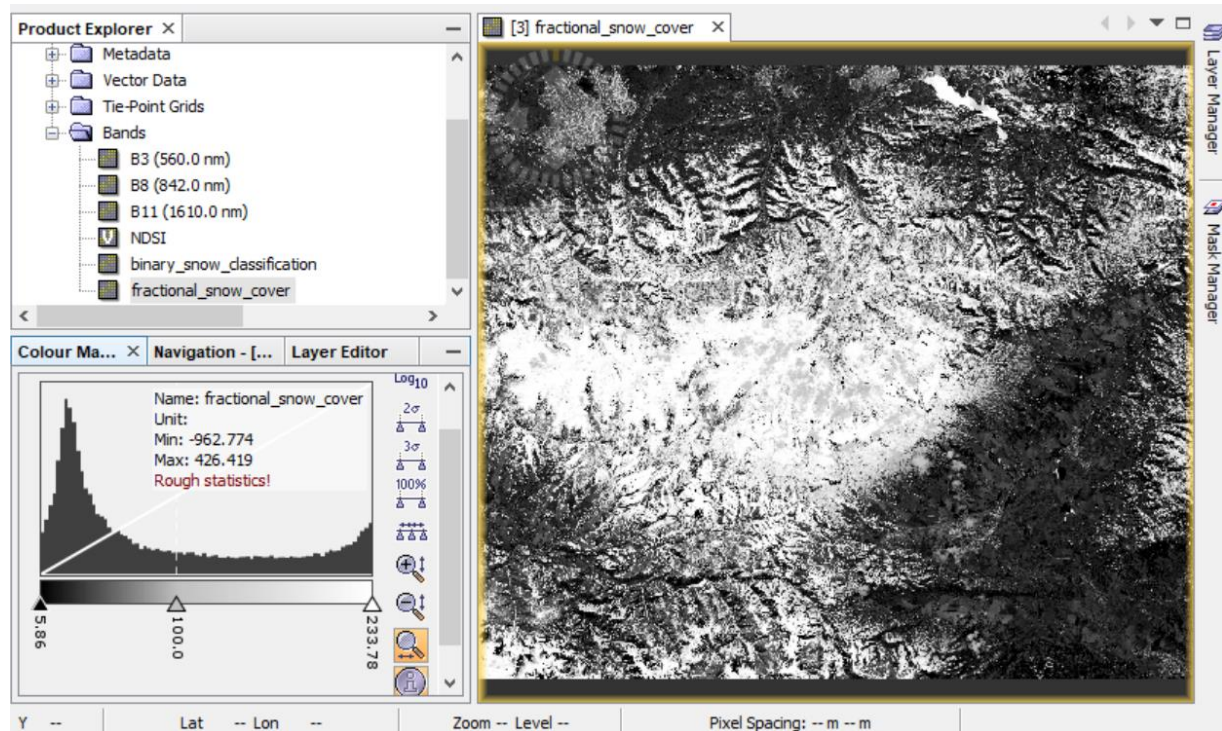 Product Explorer ×
[3] fractional_snow_cover ×
Metadata
Vector Data
Tie-Point Grids
Bands
B3 (560.0 nm)
B8 (842.0 nm)
B11 (1610.0 nm)
NDSI
binary_snow_classification
fractional_snow_cover
Layer Manager
Mask Manager
Colour Ma... ×
Navigation - [...
Layer Editor
Name: fractional_snow_cover
Unit:
Min: -962.774
Max: 426.419
Rough statistics!
Log10
2σ
3σ
100%
5.86
100.0
233.78
Y -- Lat -- Lon -- Zoom -- Level -- Pixel Spacing: -- m -- m